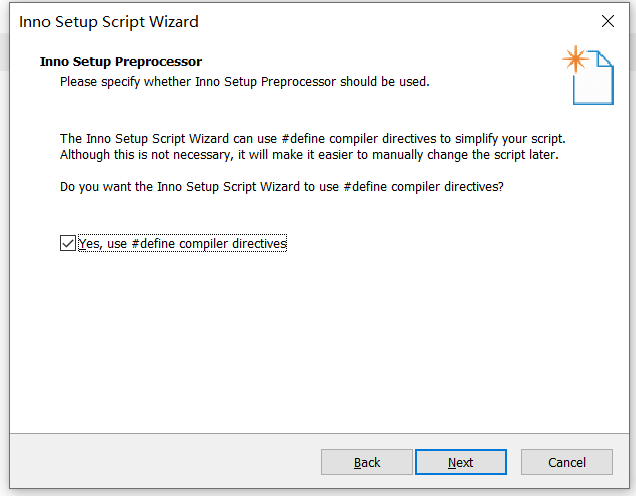 Inno Setup Script Wizard
Inno Setup Preprocessor
Please specify whether Inno Setup Preprocessor should be used.
The Inno Setup Script Wizard can use #define compiler directives to simplify your script.
Although this is not necessary, it will make it easier to manually change the script later.
Do you want the Inno Setup Script Wizard to use #define compiler directives?
Yes, use #define compiler directives
Back Next Cancel